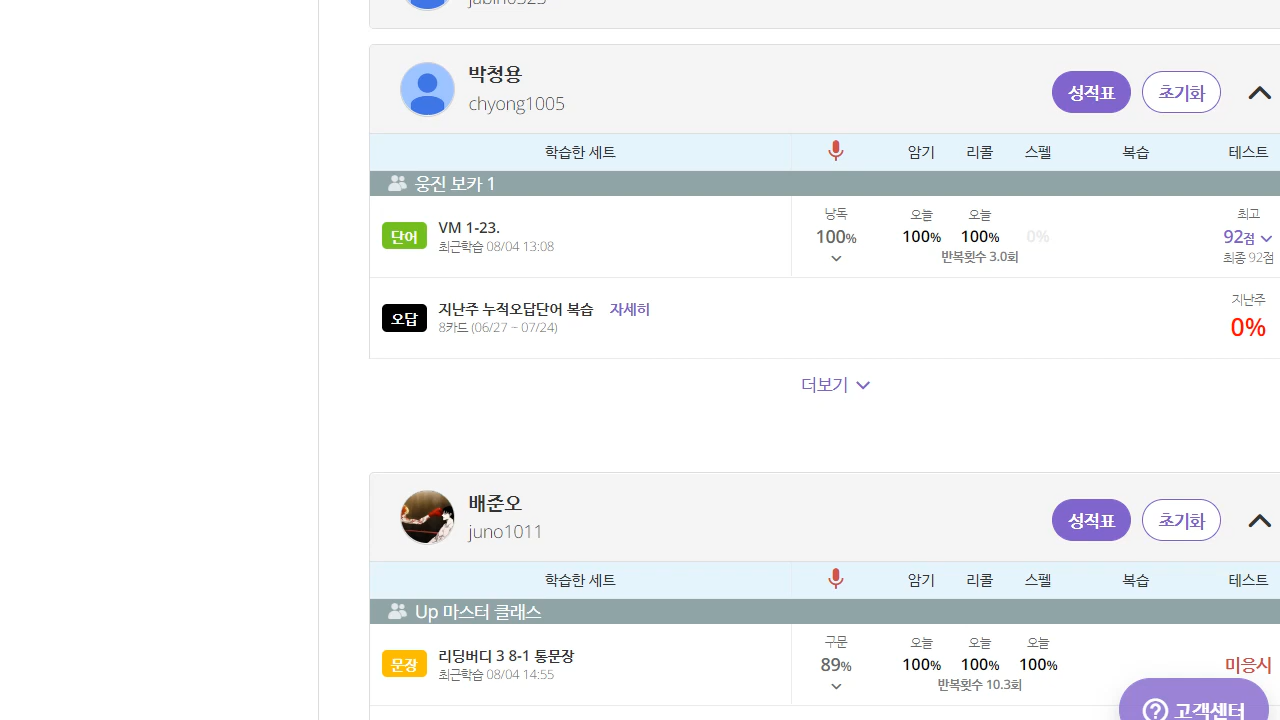 박청용
chyong1005
성적표 초기화
학습한 세트 암기 리콜 스펠 복습 테스트
웅진 보카 1
단어 VM 1-23. 낭독 오늘 오늘 최고
최근학습 08/04 13:08 100% 100% 100% 0% 92점
반복횟수 3.0회 최종 92점
오답 지난주 누적오답단어 복습 자세히 지난주
8카드 (06/27 ~ 07/24) 0%
더보기
배준오
juno1011
성적표 초기화
학습한 세트 암기 리콜 스펠 복습 테스트
Up 마스터 클래스
문장 리딩버디 3 8-1 통문장 구문 오늘 오늘 오늘
최근학습 08/04 14:55 89% 100% 100% 100% 미응시
반복횟수 10.3회
고객센터